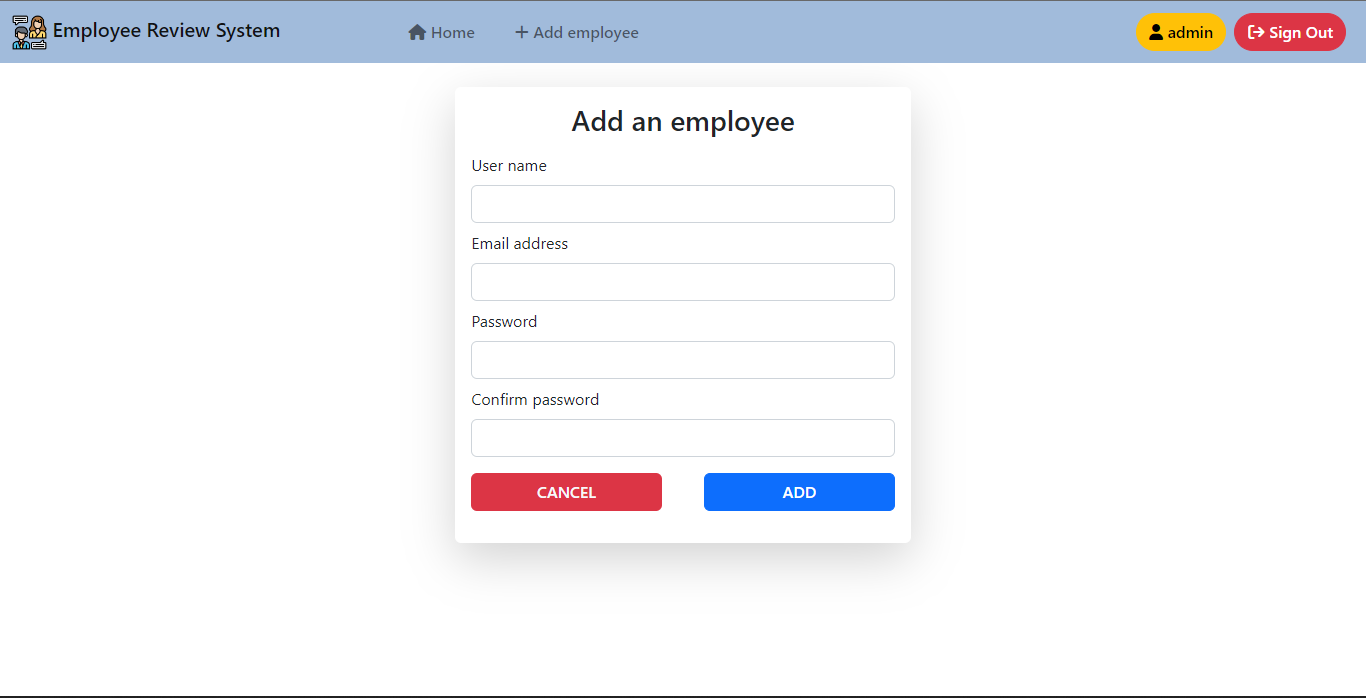 Employee Review System
Home
Add employee
admin
Sign Out
Add an employee
User name
Email address
Password
Confirm password
CANCEL
ADD